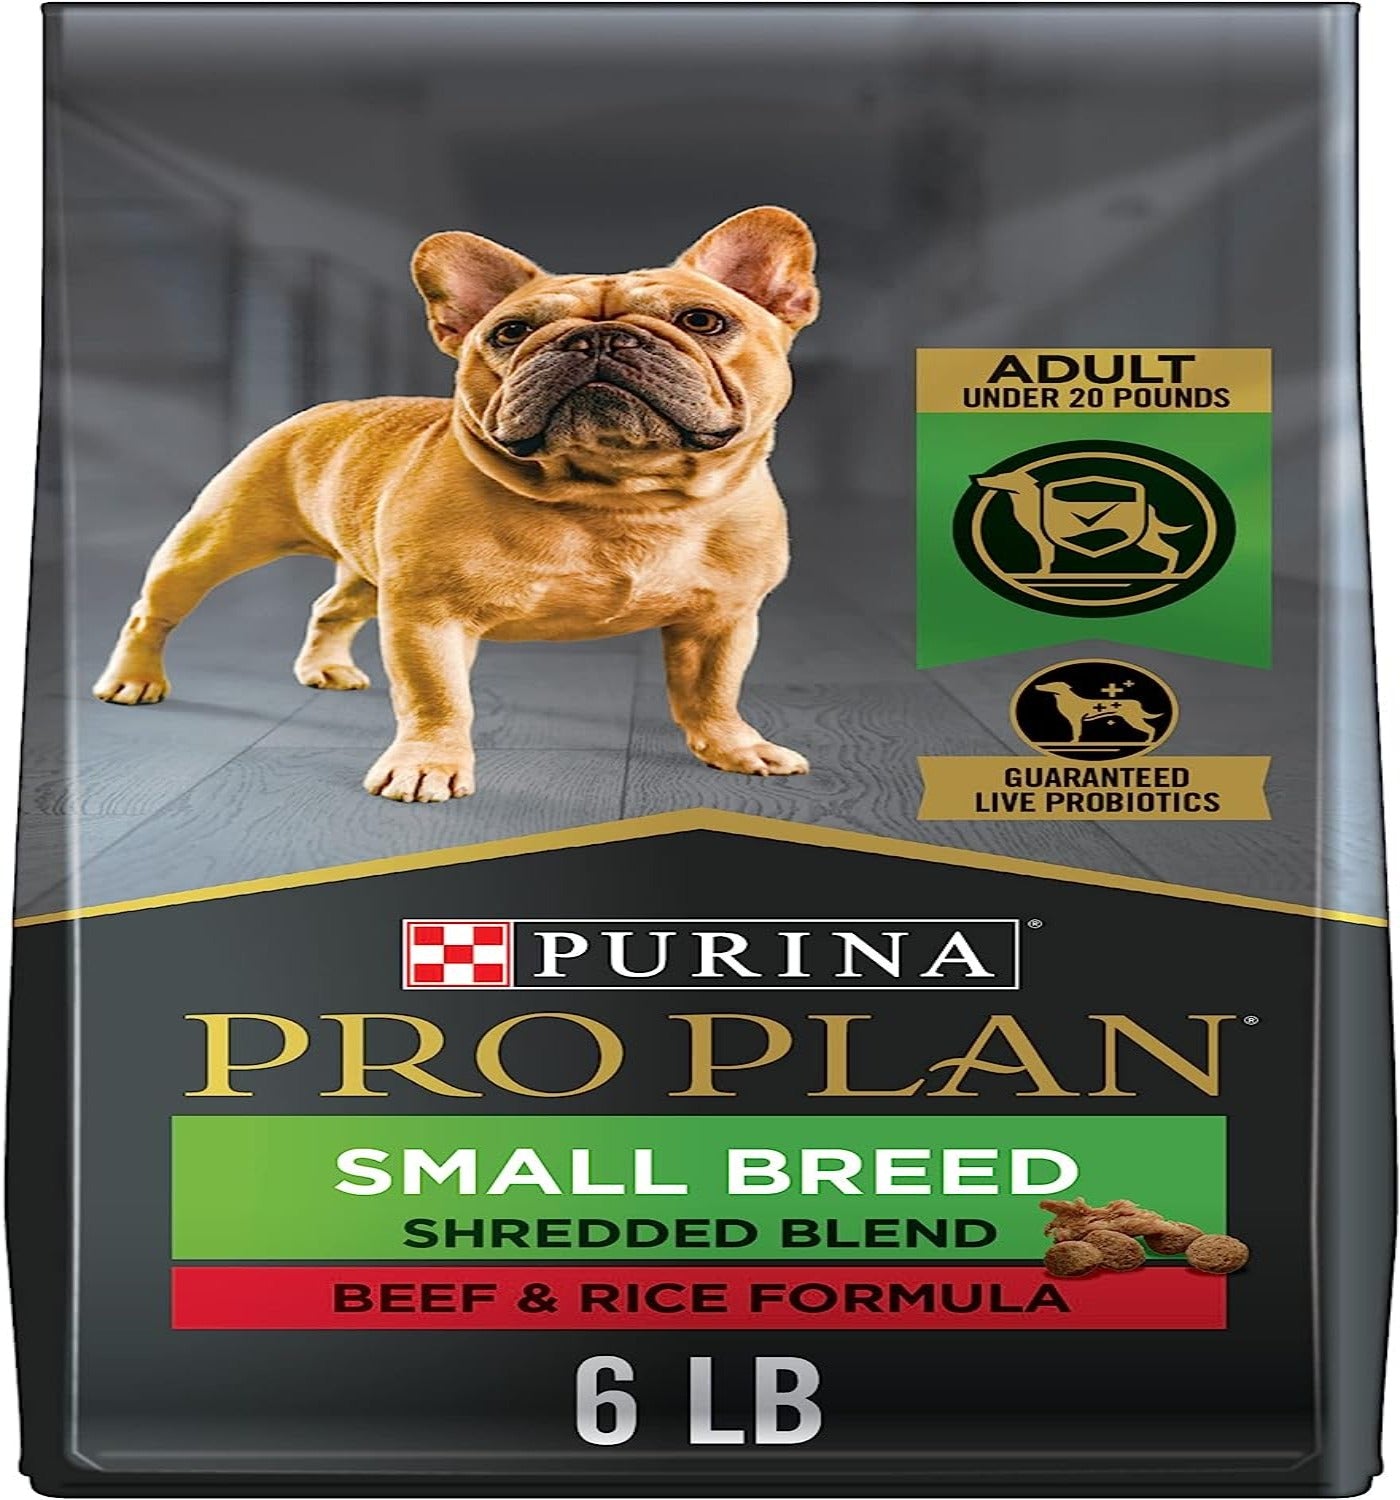 ADULT
UNDER 20 POUNDS
GUARANTEED
LIVE PROBIOTICS
PURINA®
PRO PLAN®
SMALL BREED
SHREDDED BLEND
BEEF & RICE FORMULA
6 LB